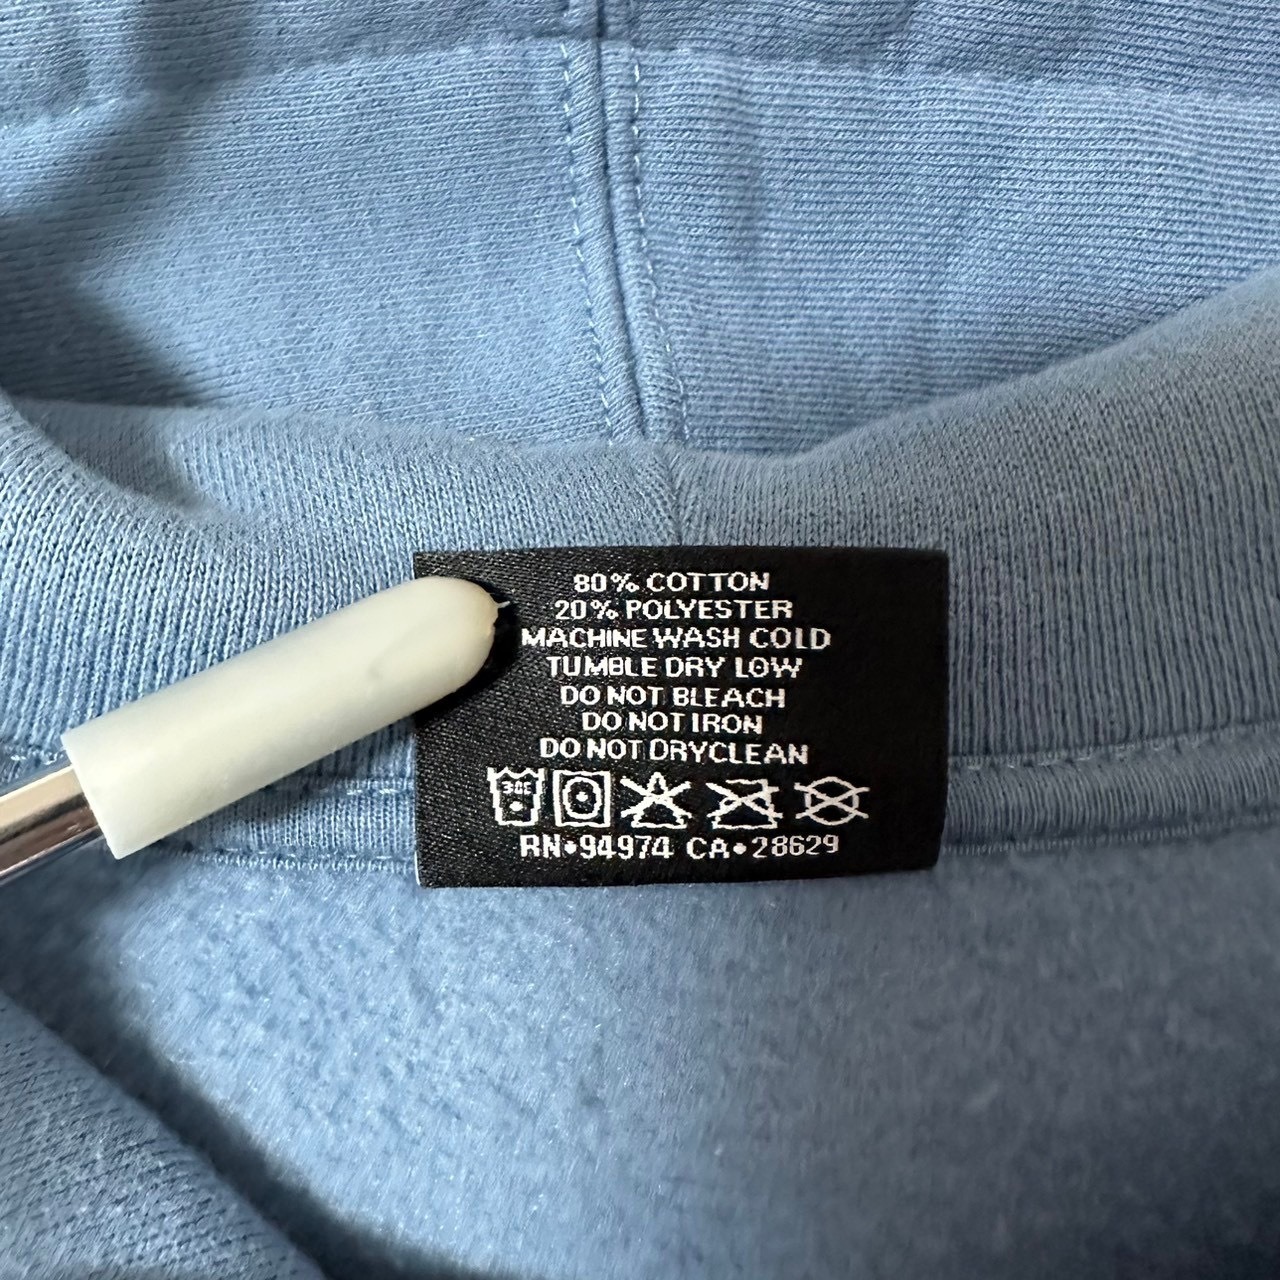 80% COTTON
20% POLYESTER
MACHINE WASH COLD
TUMBLE DRY LOW
DO NOT BLEACH
DO NOT IRON
DO NOT DRYCLEAN
30C
RN•94974 CA•28629